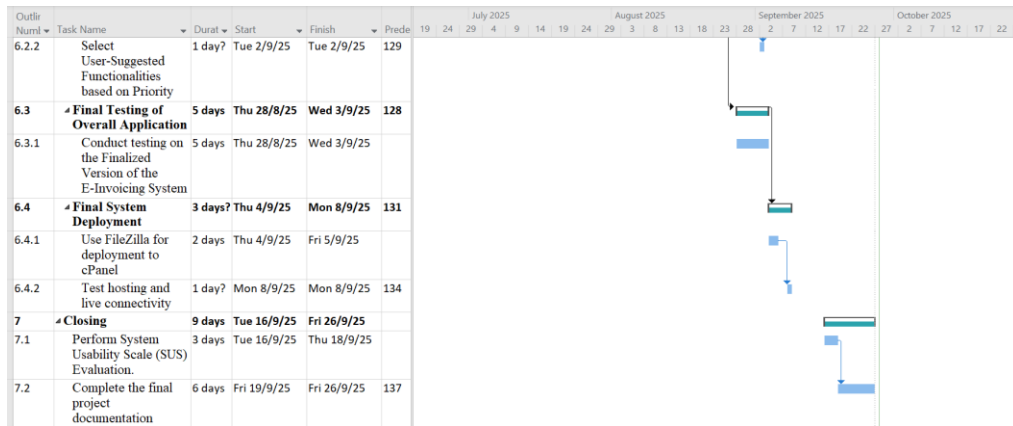 Outlir
Numl Task Name Durat Start Finish Prede
July 2025 August 2025 September 2025 October 2025
19 24 29 4 9 14 19 24 29 3 8 13 18 23 28 2 7 12 17 22 27 2 7 12 17 22
6.2.2 Select 1 day? Tue 2/9/25 Tue 2/9/25 129
User-Suggested
Functionalities
based on Priority
6.3 Final Testing of 5 days Thu 28/8/25 Wed 3/9/25 128
Overall Application
6.3.1 Conduct testing on 5 days Thu 28/8/25 Wed 3/9/25
the Finalized
Version of the
E-Invoicing System
6.4 Final System 3 days? Thu 4/9/25 Mon 8/9/25 131
Deployment
6.4.1 Use FileZilla for 2 days Thu 4/9/25 Fri 5/9/25
deployment to
cPanel
6.4.2 Test hosting and 1 day? Mon 8/9/25 Mon 8/9/25 134
live connectivity
7 Closing 9 days Tue 16/9/25 Fri 26/9/25
7.1 Perform System 3 days Tue 16/9/25 Thu 18/9/25
Usability Scale (SUS)
Evaluation.
7.2 Complete the final 6 days Fri 19/9/25 Fri 26/9/25 137
project
documentation